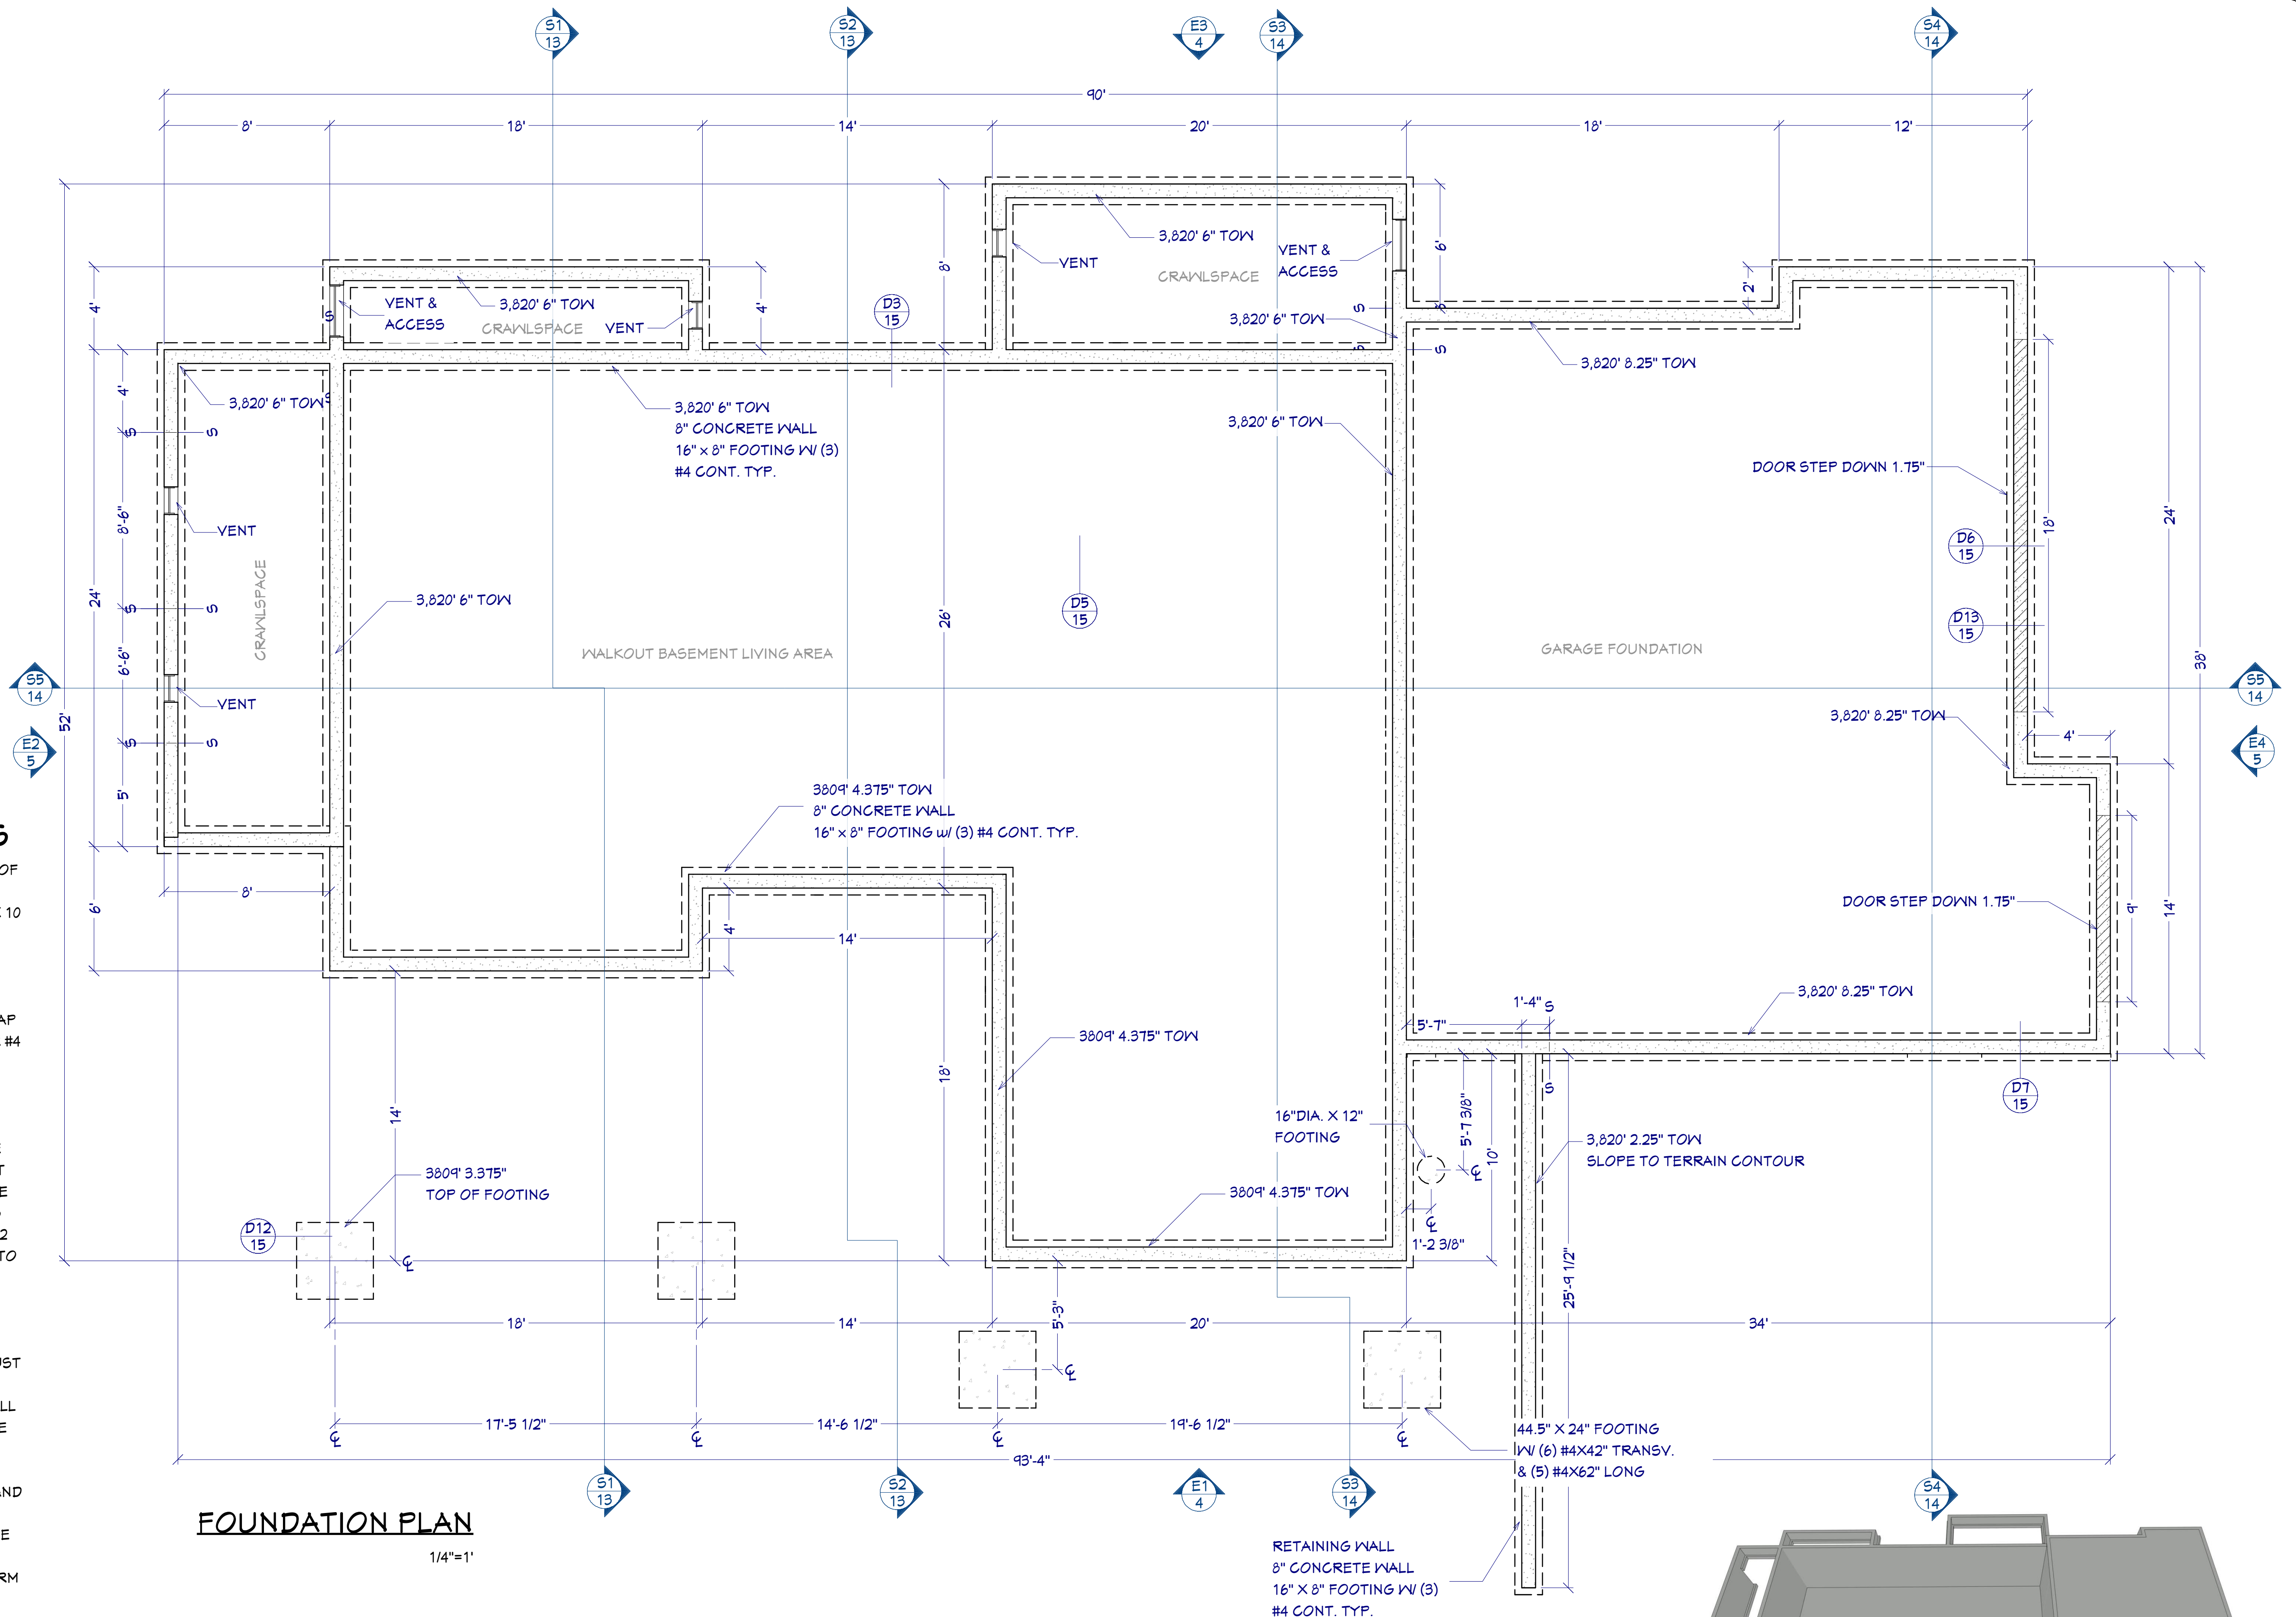 S1
13
S2
13
E3
4
S3
14
S4
14
90'
8'
18'
14'
20'
18'
12'
52'
4'
24'
6'
4'
8'-6"
6'-6"
5'
S
S
S
S
S
S
S
S
VENT &
ACCESS
3,820' 6" TOW
CRAWLSPACE
VENT
4'
D3
15
8'
26'
18'
VENT
3,820' 6" TOW
CRAWLSPACE
VENT &
ACCESS
3,820' 6" TOW
6'
S
S
S
S
2'
3,820' 8.25" TOW
3,820' 6" TOW
3,820' 6" TOW
8" CONCRETE WALL
16" x 8" FOOTING W/ (3)
#4 CONT. TYP.
3,820' 6" TOW
DOOR STEP DOWN 1.75"
18'
24'
38'
VENT
CRAWLSPACE
3,820' 6" TOW
D5
15
D6
15
D13
15
WALKOUT BASEMENT LIVING AREA
GARAGE FOUNDATION
S5
14
S5
14
VENT
3,820' 8.25" TOW
4'
E2
5
E4
5
3809' 4.375" TOW
8" CONCRETE WALL
16" x 8" FOOTING w/ (3) #4 CONT. TYP.
S
OF
8'
10
DOOR STEP DOWN 1.75"
9'
14'
4'
14'
3,820' 8.25" TOW
1'-4"
S
5'-7"
AP
#4
3809' 4.375" TOW
S
D7
15
14'
16"DIA. X 12"
FOOTING
5'-7 3/8"
10'
3,820' 2.25" TOW
SLOPE TO TERRAIN CONTOUR
3809' 3.375"
TOP OF FOOTING
3809' 4.375" TOW
D12
15
2
TO
1'-2 3/8"
25'-9 1/2"
5'-3"
18'
14'
20'
34'
UST
LL
E
17'-5 1/2"
14'-6 1/2"
19'-6 1/2"
44.5" X 24" FOOTING
W/ (6) #4X42" TRANSV.
& (5) #4X62" LONG
93'-4"
S1
13
S2
13
E1
4
S3
14
S4
14
AND
FOUNDATION PLAN
E
1/4"=1'
RM
RETAINING WALL
8" CONCRETE WALL
16" X 8" FOOTING W/ (3)
#4 CONT. TYP.